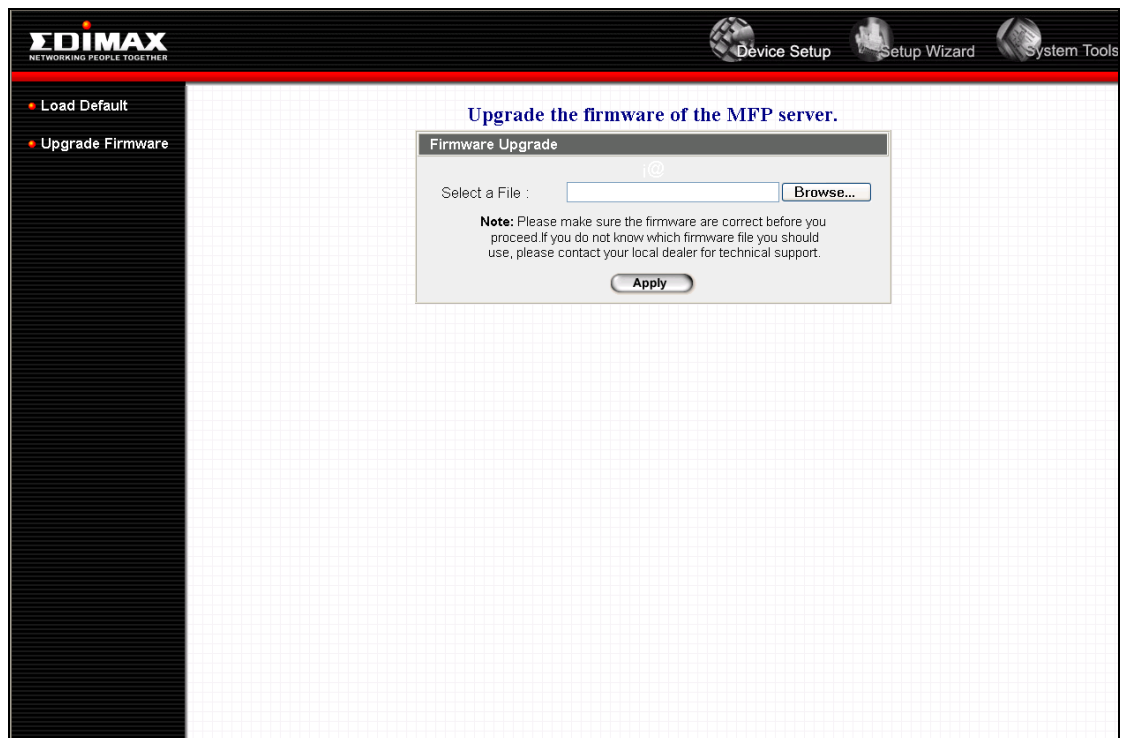 EDIMAX
NETWORKING PEOPLE TOGETHER
Device Setup
Setup Wizard
System Tools
Load Default
Upgrade Firmware
Upgrade the firmware of the MFP server.
Firmware Upgrade
¡@
Select a File :
Browse...
Note: Please make sure the firmware are correct before you
proceed.If you do not know which firmware file you should
use, please contact your local dealer for technical support.
Apply